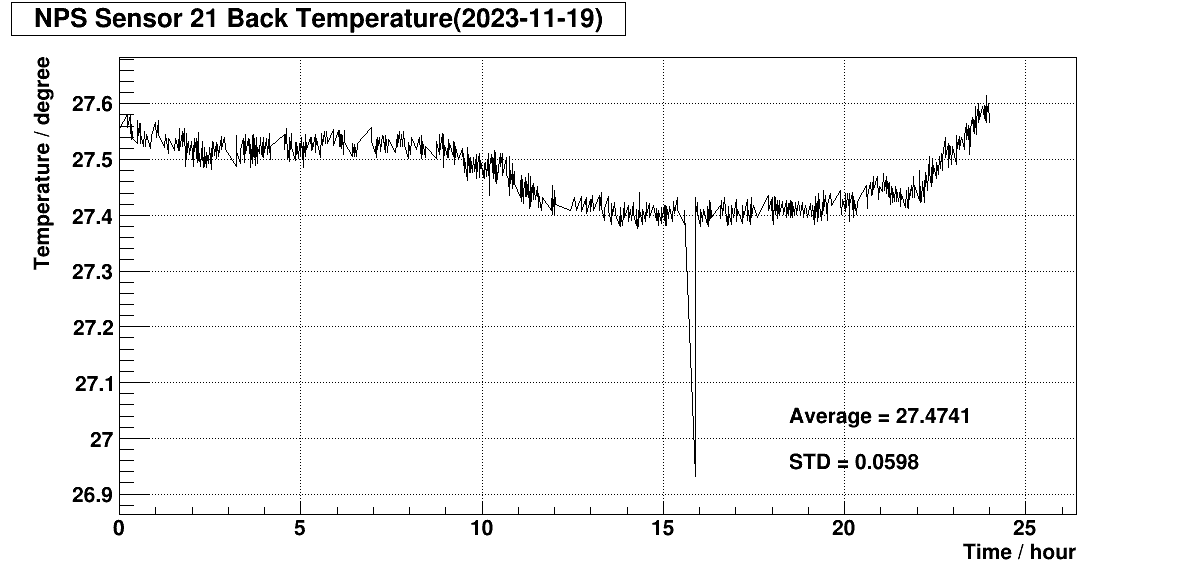 NPS Sensor 21 Back Temperature(2023-11-19)
Temperature / degree
27.6
27.5
27.4
27.3
27.2
27.1
27
26.9
Average = 27.4741
STD = 0.0598
0 5 10 15 20 25
Time / hour